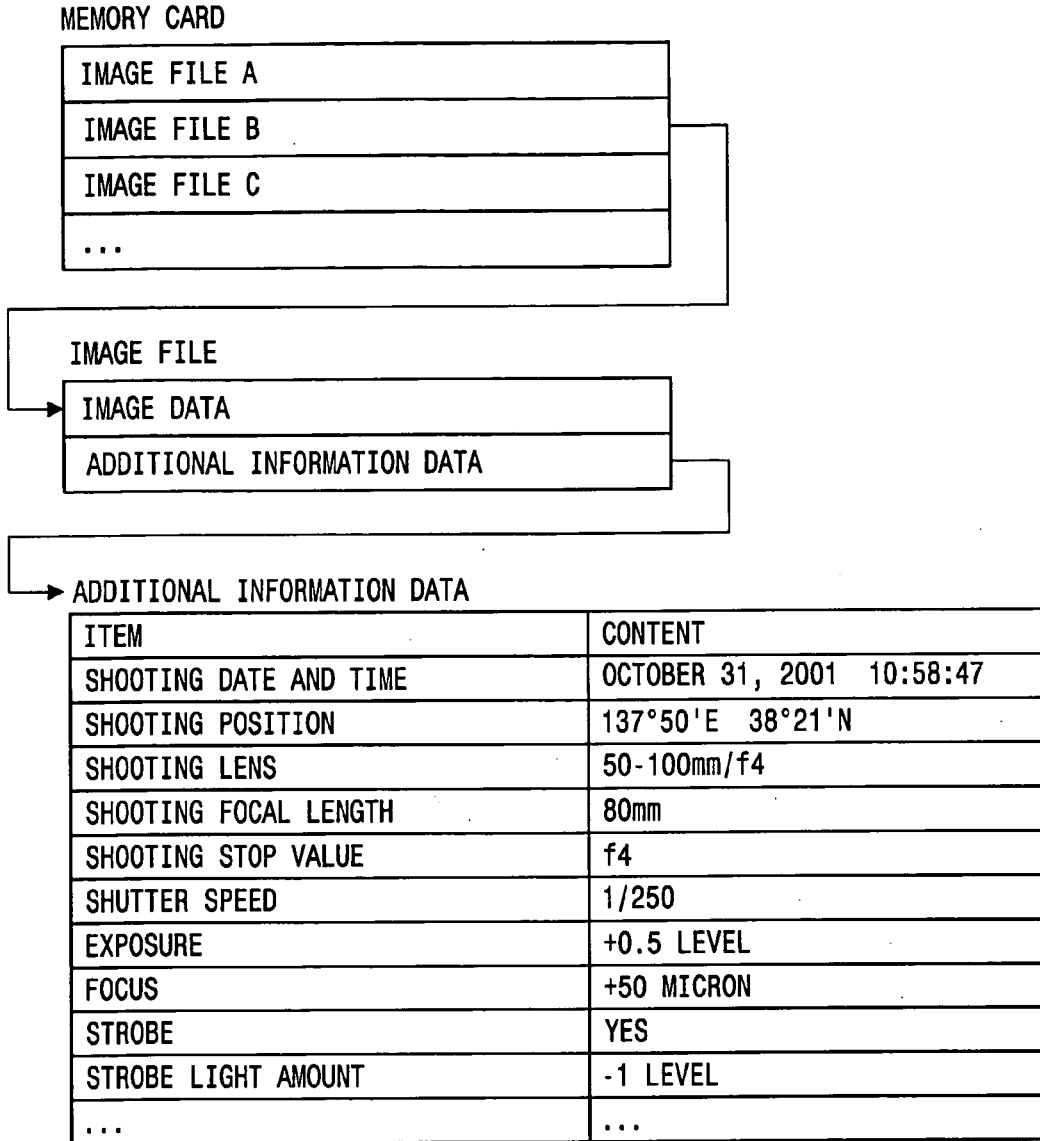 MEMORY CARD
IMAGE FILE A
IMAGE FILE B
IMAGE FILE C
...
IMAGE FILE
IMAGE DATA
ADDITIONAL INFORMATION DATA
ADDITIONAL INFORMATION DATA
ITEM CONTENT
SHOOTING DATE AND TIME OCTOBER 31, 2001 10:58:47
SHOOTING POSITION 137°50'E 38°21'N
SHOOTING LENS 50-100mm/f4
SHOOTING FOCAL LENGTH 80mm
SHOOTING STOP VALUE f4
SHUTTER SPEED 1/250
EXPOSURE +0.5 LEVEL
FOCUS +50 MICRON
STROBE YES
STROBE LIGHT AMOUNT -1 LEVEL
... ...